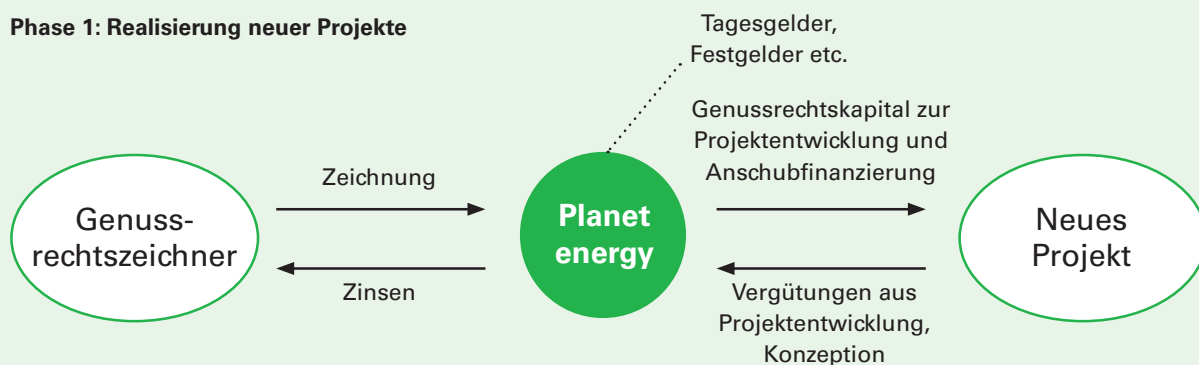 Phase 1: Realisierung neuer Projekte
Tagesgelder,
Festgelder etc.
Genussrechtskapital zur
Projektentwicklung und
Anschubfinanzierung
Zeichnung
Genuss-
rechtszeichner
Planet
energy
Neues
Projekt
Zinsen
Vergütungen aus
Projektentwicklung,
Konzeption